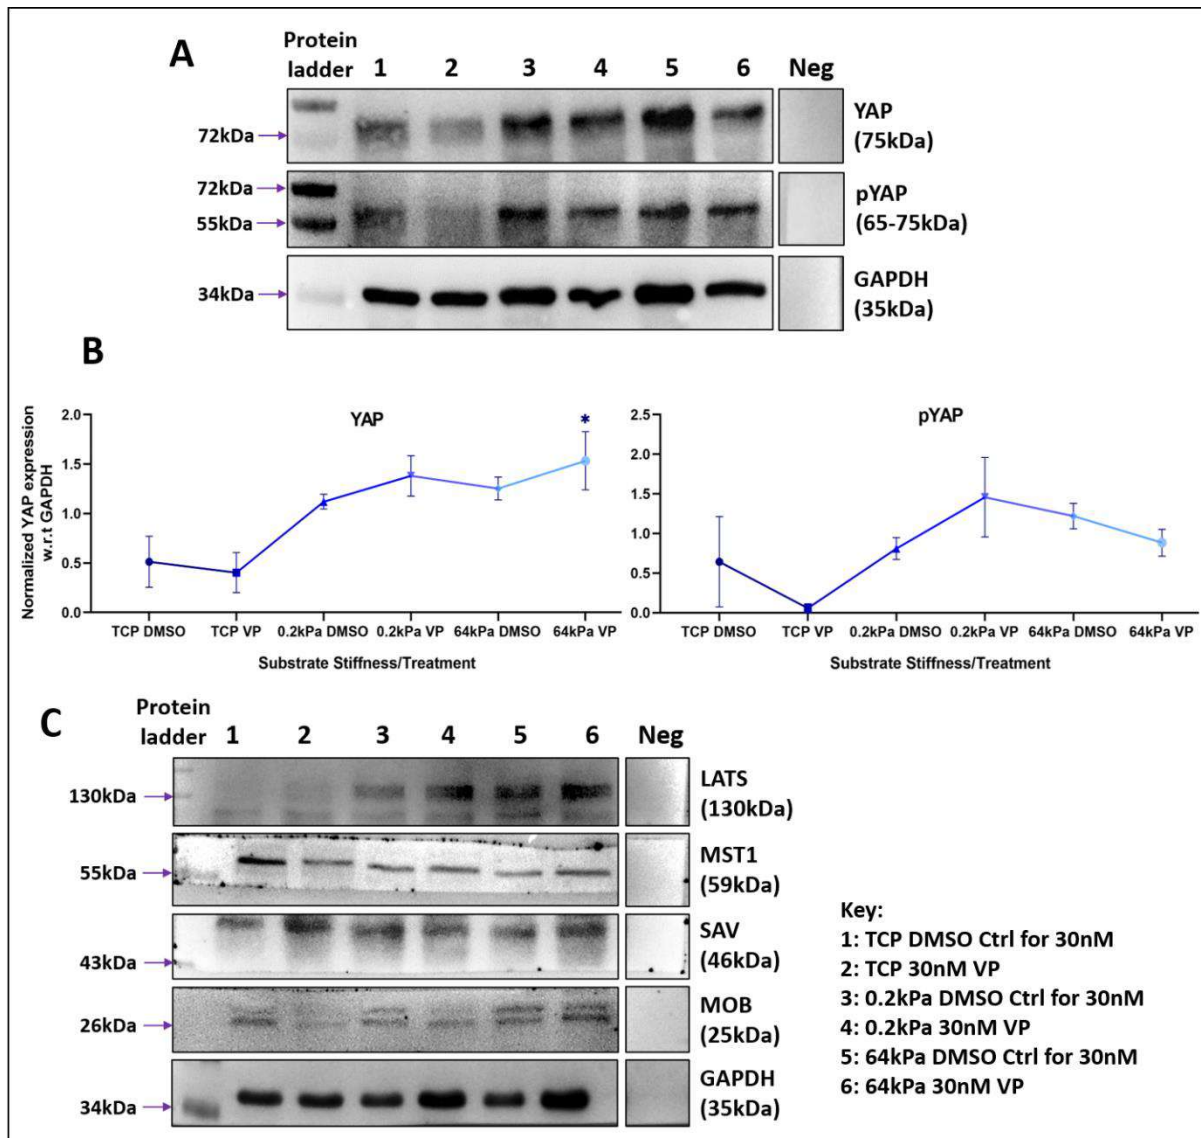 A
Protein
ladder 1 2 3 4 5 6 Neg
72kDa
YAP
(75kDa)
72kDa
55kDa
pYAP
(65-75kDa)
34kDa
GAPDH
(35kDa)
B
Normalized YAP expression
w.r.t GAPDH
YAP
*
2.0
1.5
1.0
0.5
0.0
TCP DMSO TCP VP 0.2kPa DMSO 0.2kPa VP 64kPa DMSO 64kPa VP
Substrate Stiffness/Treatment
pYAP
2.5
2.0
1.5
1.0
0.5
0.0
TCP DMSO TCP VP 0.2kPa DMSO 0.2kPa VP 64kPa DMSO 64kPa VP
Substrate Stiffness/Treatment
C
Protein
ladder 1 2 3 4 5 6 Neg
130kDa
LATS
(130kDa)
55kDa
MST1
(59kDa)
43kDa
SAV
(46kDa)
26kDa
MOB
(25kDa)
34kDa
GAPDH
(35kDa)
Key:
1: TCP DMSO Ctrl for 30nM
2: TCP 30nM VP
3: 0.2kPa DMSO Ctrl for 30nM
4: 0.2kPa 30nM VP
5: 64kPa DMSO Ctrl for 30nM
6: 64kPa 30nM VP